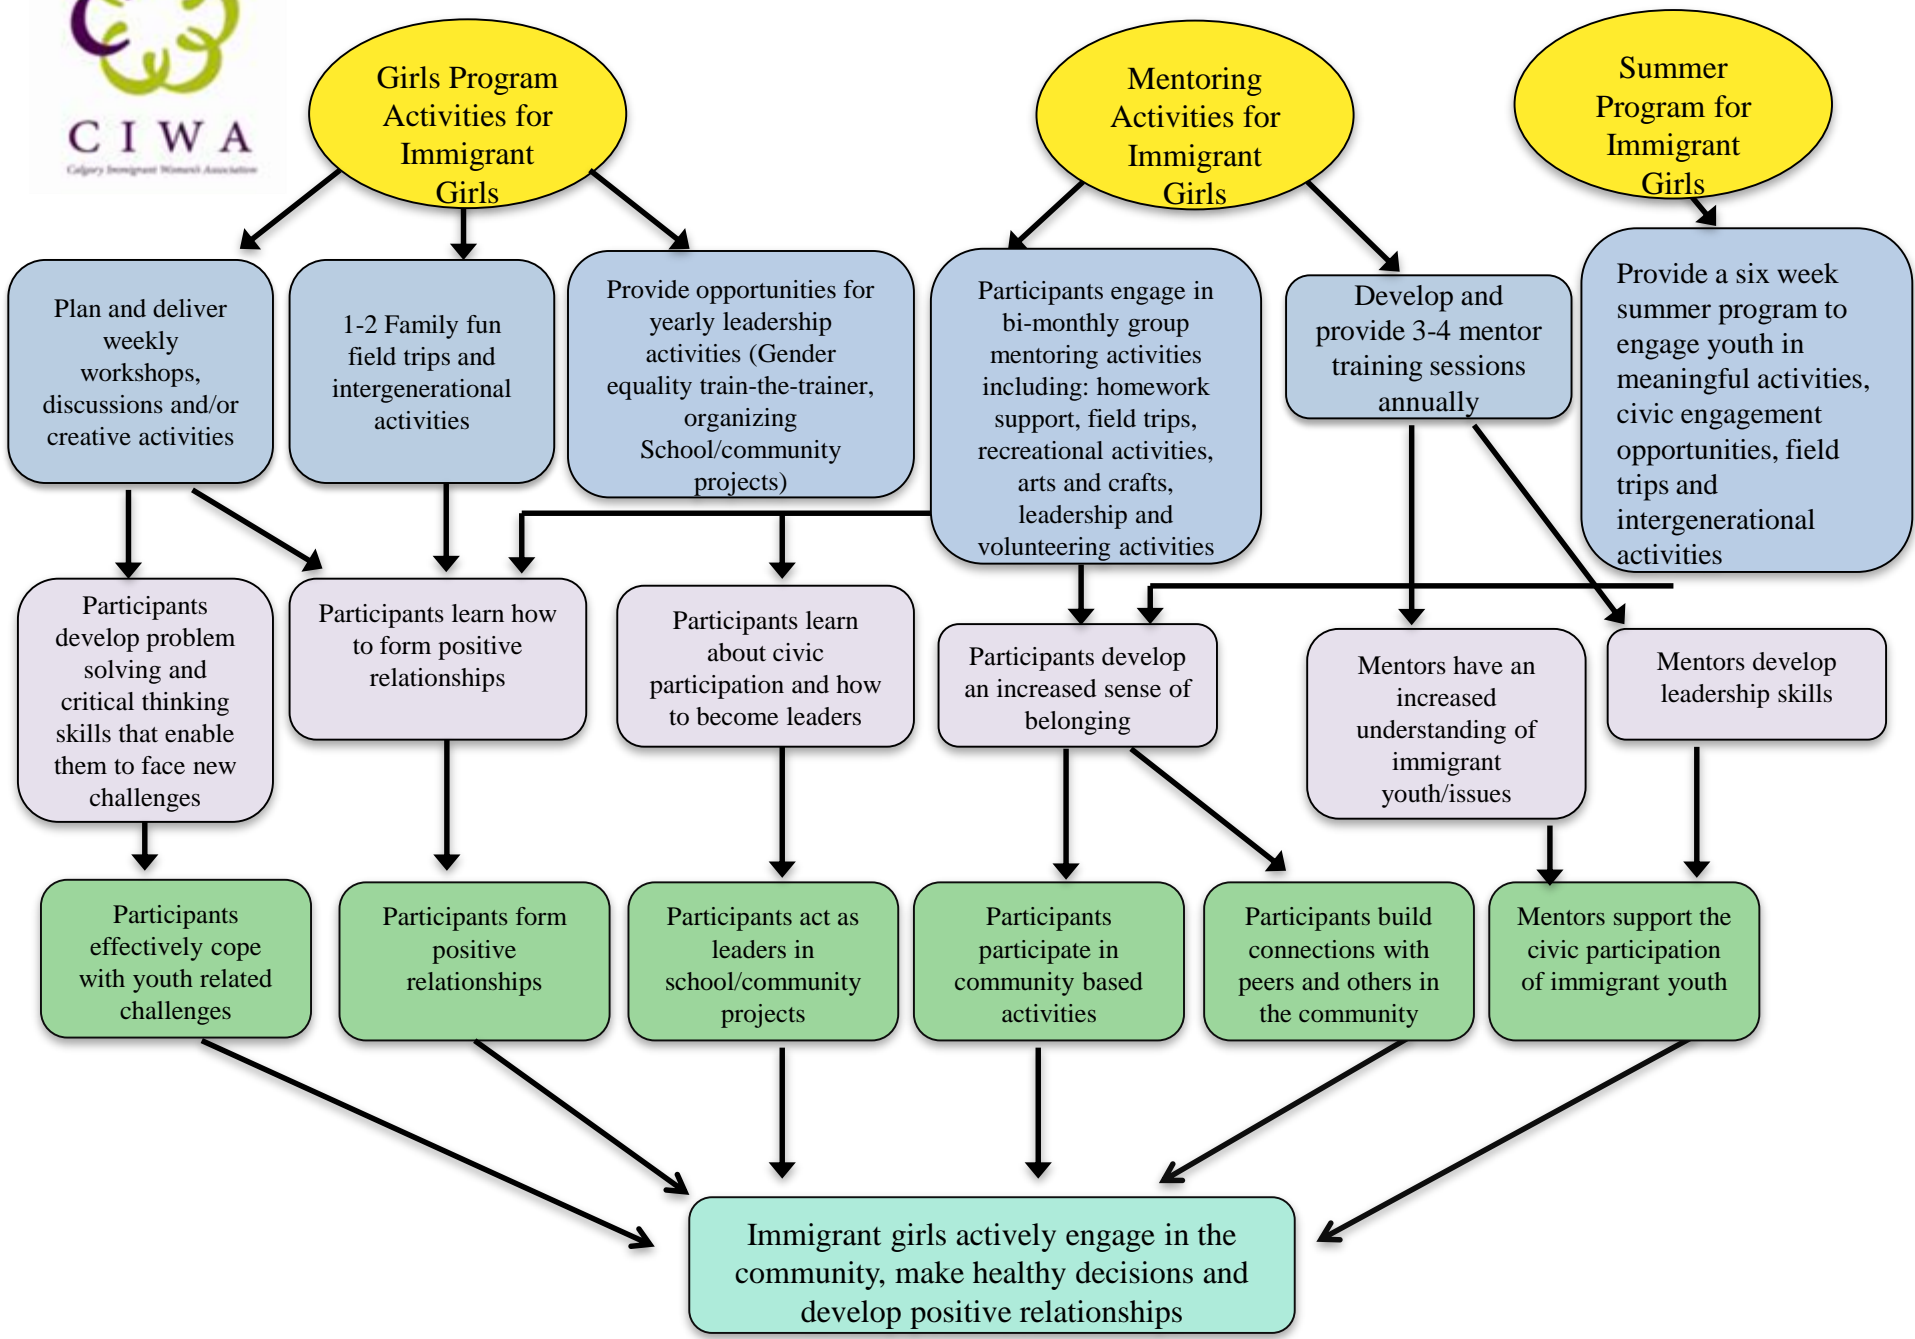 C I W A
Calgary Immigrant Women's Association
Girls Program
Activities for
Immigrant
Girls
Mentoring
Activities for
Immigrant
Girls
Summer
Program for
Immigrant
Girls
Plan and deliver
weekly
workshops,
discussions and/or
creative activities
1-2 Family fun
field trips and
intergenerational
activities
Provide opportunities for
yearly leadership
activities (Gender
equality train-the-trainer,
organizing
School/community
projects)
Participants engage in
bi-monthly group
mentoring activities
including: homework
support, field trips,
recreational activities,
arts and crafts,
leadership and
volunteering activities
Develop and
provide 3-4 mentor
training sessions
annually
Provide a six week
summer program to
engage youth in
meaningful activities,
civic engagement
opportunities, field
trips and
intergenerational
activities
Participants
develop problem
solving and
critical thinking
skills that enable
them to face new
challenges
Participants learn how
to form positive
relationships
Participants learn
about civic
participation and how
to become leaders
Participants develop
an increased sense of
belonging
Mentors have an
increased
understanding of
immigrant
youth/issues
Mentors develop
leadership skills
Participants
effectively cope
with youth related
challenges
Participants form
positive
relationships
Participants act as
leaders in
school/community
projects
Participants
participate in
community based
activities
Participants build
connections with
peers and others in
the community
Mentors support the
civic participation
of immigrant youth
Immigrant girls actively engage in the
community, make healthy decisions and
develop positive relationships